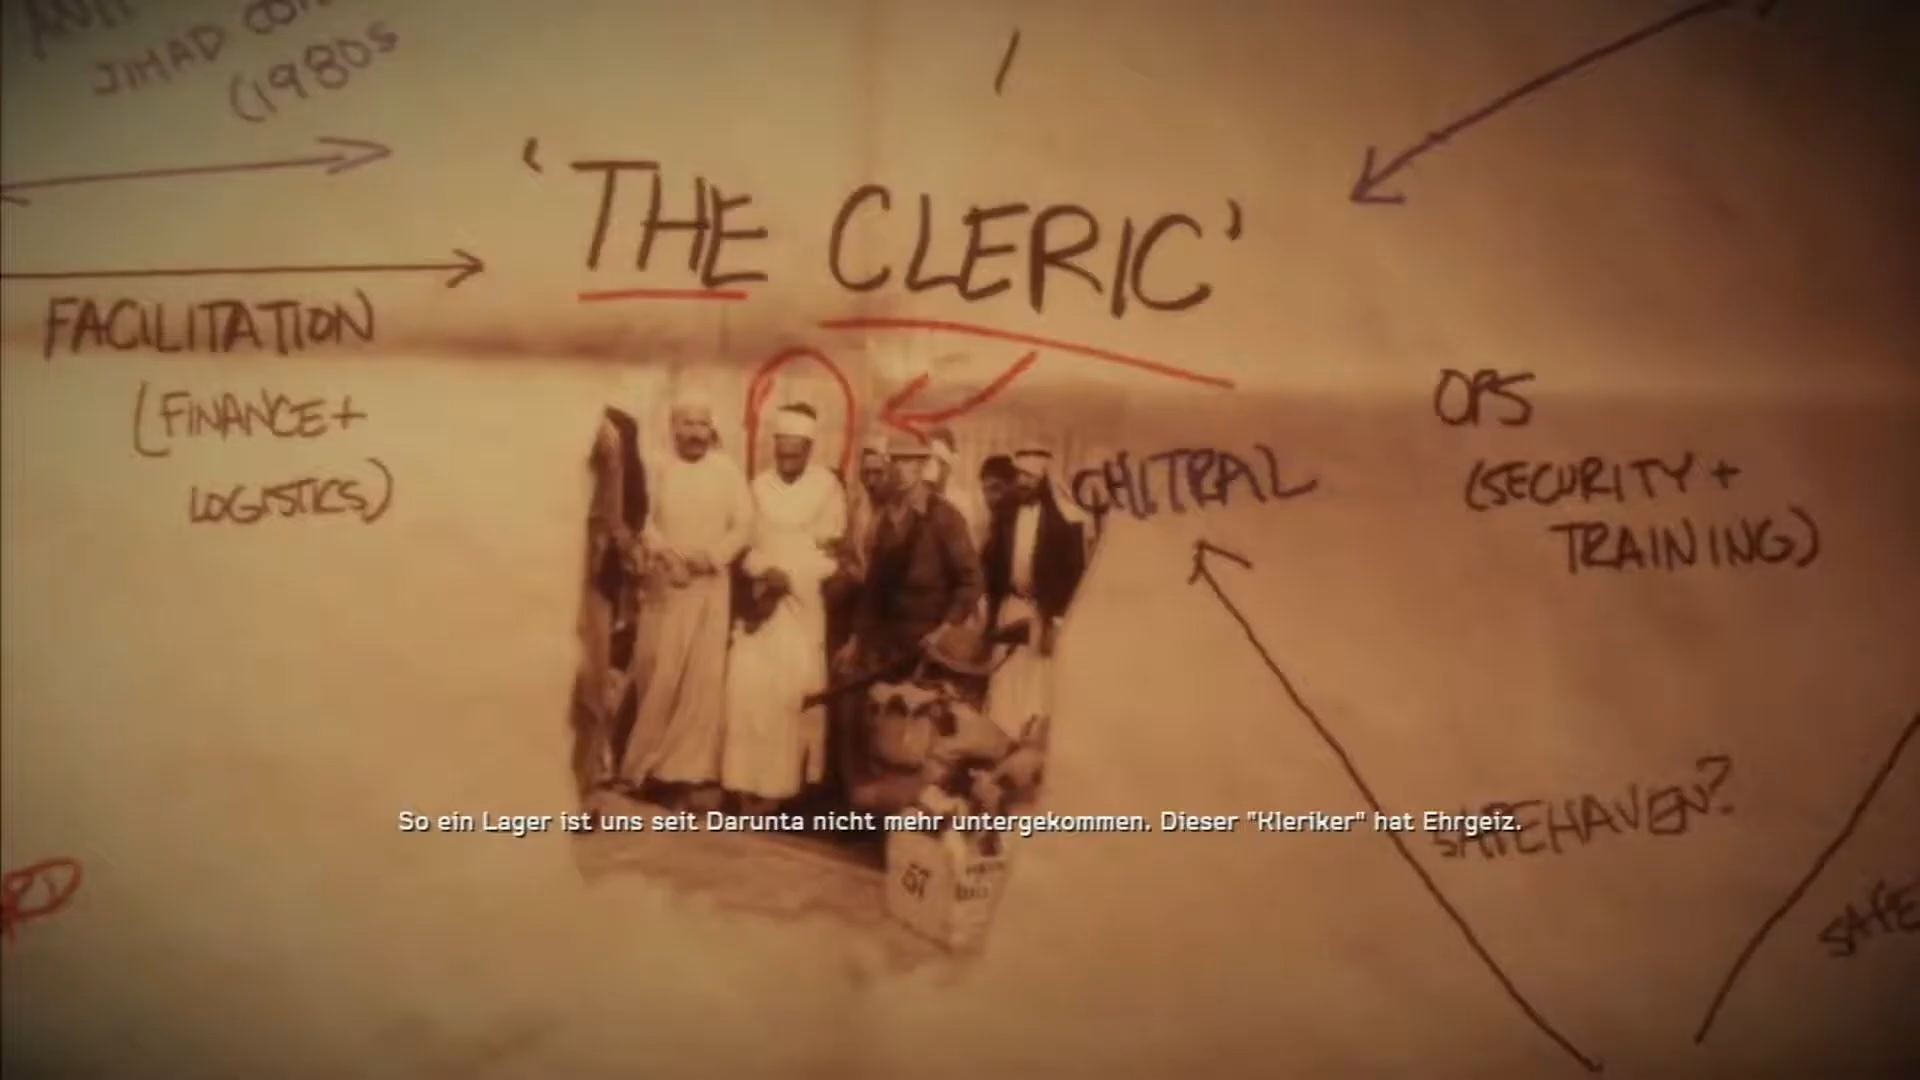 JIHAD
(1980s
'THE CLERIC'
FACILITATION
(FINANCE+
LOGISTICS)
OPS
(SECURITY +
TRAINING)
CHITRAL
SAFEHAVEN?
So ein Lager ist uns seit Darunta nicht mehr untergekommen. Dieser "Kleriker" hat Ehrgeiz.
57